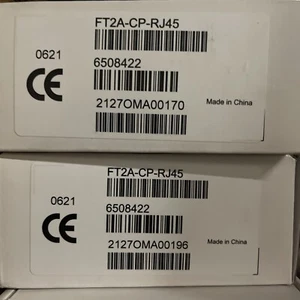 FT2A-CP-RJ45
0621
6508422
CE
2127OMA00170
Made in China
FT2A-CP-RJ45
0621
6508422
CE
2127OMA00196
Made in China